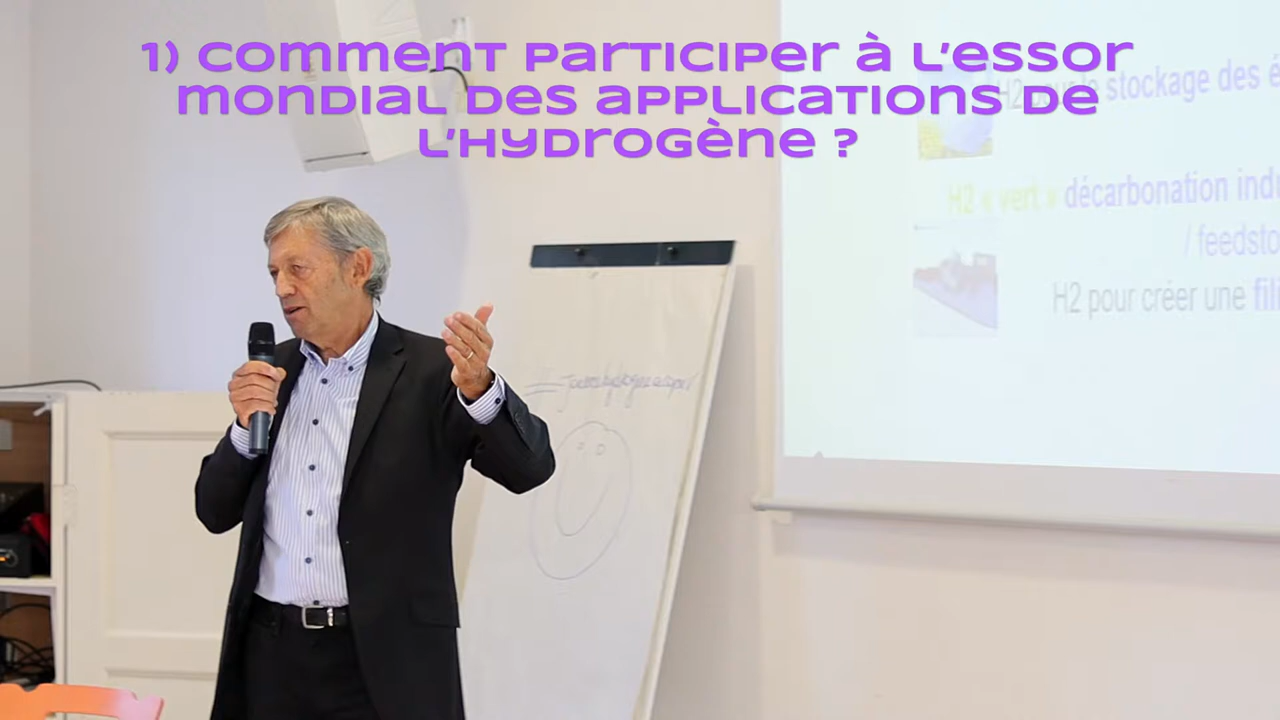 1) Comment participer à l'essor
mondial des applications de
l'hydrogène ?
H2 pour le stockage des é
H2 « vert » décarbonation indu
/ feedsto
H2 pour créer une fili